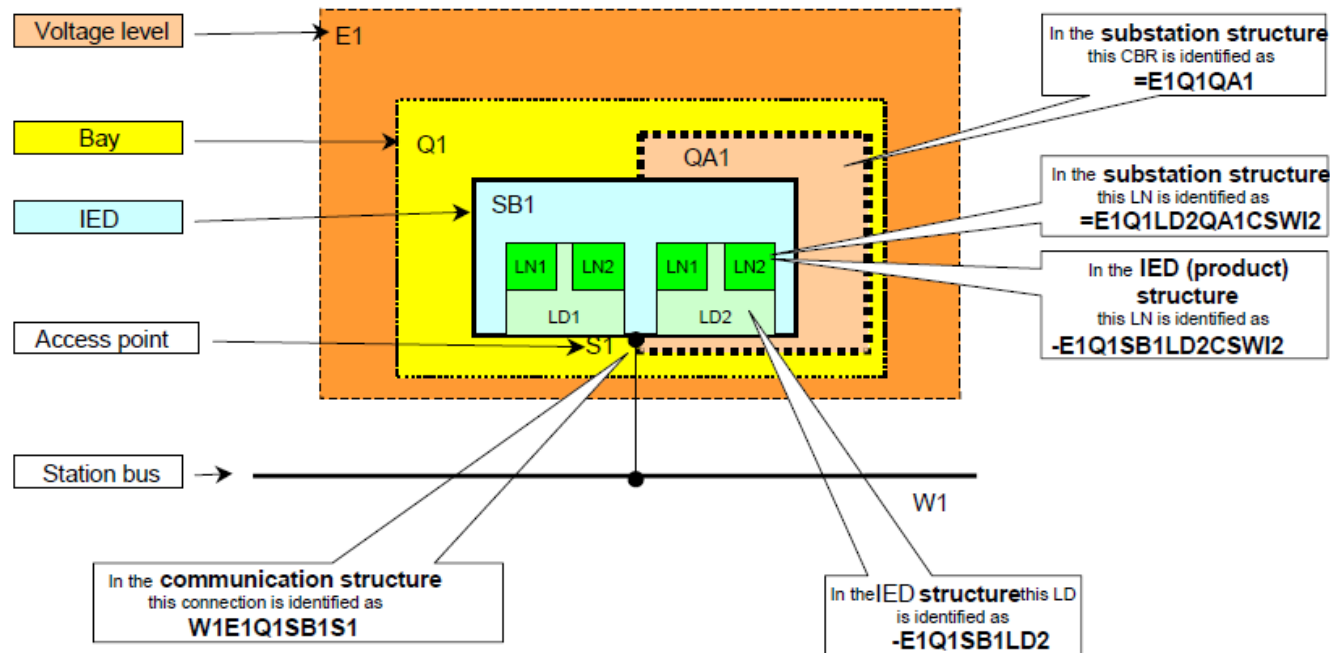 Voltage level
E1
In the substation structure
this CBR is identified as
=E1Q1QA1
Bay
Q1
QA1
In the substation structure
this LN is identified as
=E1Q1LD2QA1CSWI2
IED
SB1
LN1 LN2 LN1 LN2
LD1 LD2
In the IED (product)
structure
this LN is identified as
-E1Q1SB1LD2CSWI2
Access point
S1
Station bus
W1
In the communication structure
this connection is identified as
W1E1Q1SB1S1
In the IED structure this LD
is identified as
-E1Q1SB1LD2